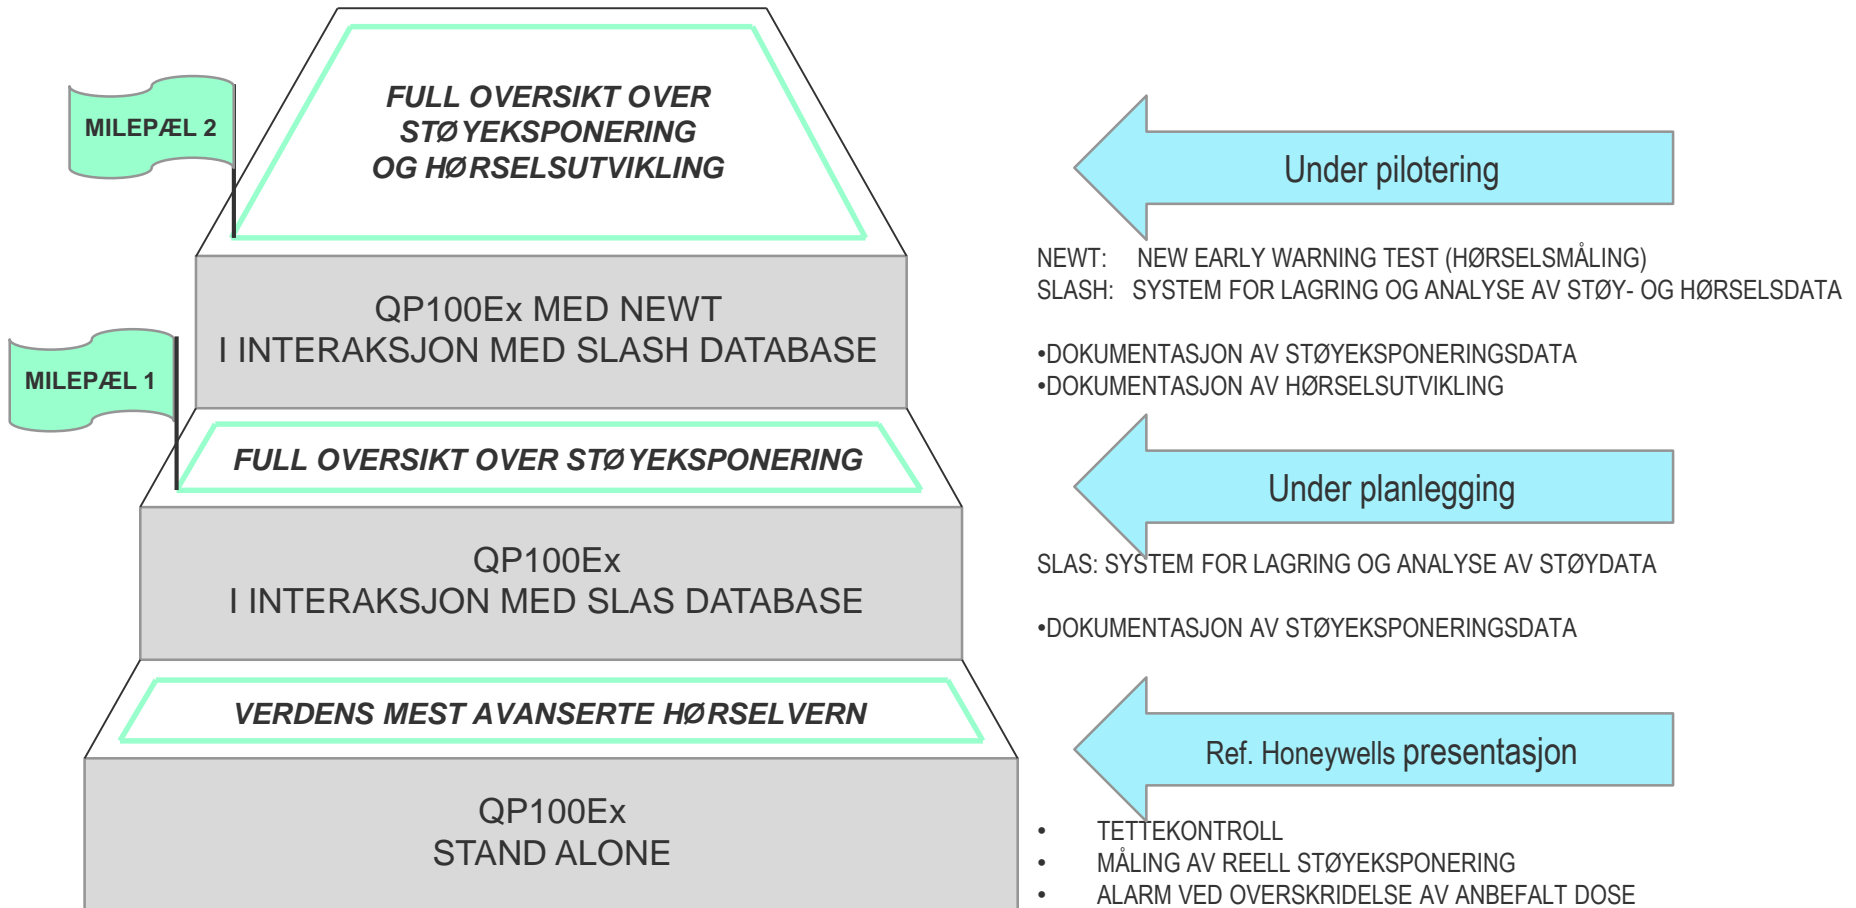 FULL OVERSIKT OVER
STØYEKSPONERING
OG HØRSELSUTVIKLING
MILEPÆL 2
Under pilotering
NEWT: NEW EARLY WARNING TEST (HØRSELSMÅLING)
SLASH: SYSTEM FOR LAGRING OG ANALYSE AV STØY- OG HØRSELSDATA
•DOKUMENTASJON AV STØYEKSPONERINGSDATA
•DOKUMENTASJON AV HØRSELSUTVIKLING
QP100Ex MED NEWT
I INTERAKSJON MED SLASH DATABASE
MILEPÆL 1
FULL OVERSIKT OVER STØYEKSPONERING
Under planlegging
SLAS: SYSTEM FOR LAGRING OG ANALYSE AV STØYDATA
•DOKUMENTASJON AV STØYEKSPONERINGSDATA
QP100Ex
I INTERAKSJON MED SLAS DATABASE
VERDENS MEST AVANSERTE HØRSELVERN
Ref. Honeywells presentasjon
QP100Ex
STAND ALONE
• TETTEKONTROLL
• MÅLING AV REELL STØYEKSPONERING
• ALARM VED OVERSKRIDELSE AV ANBEFALT DOSE